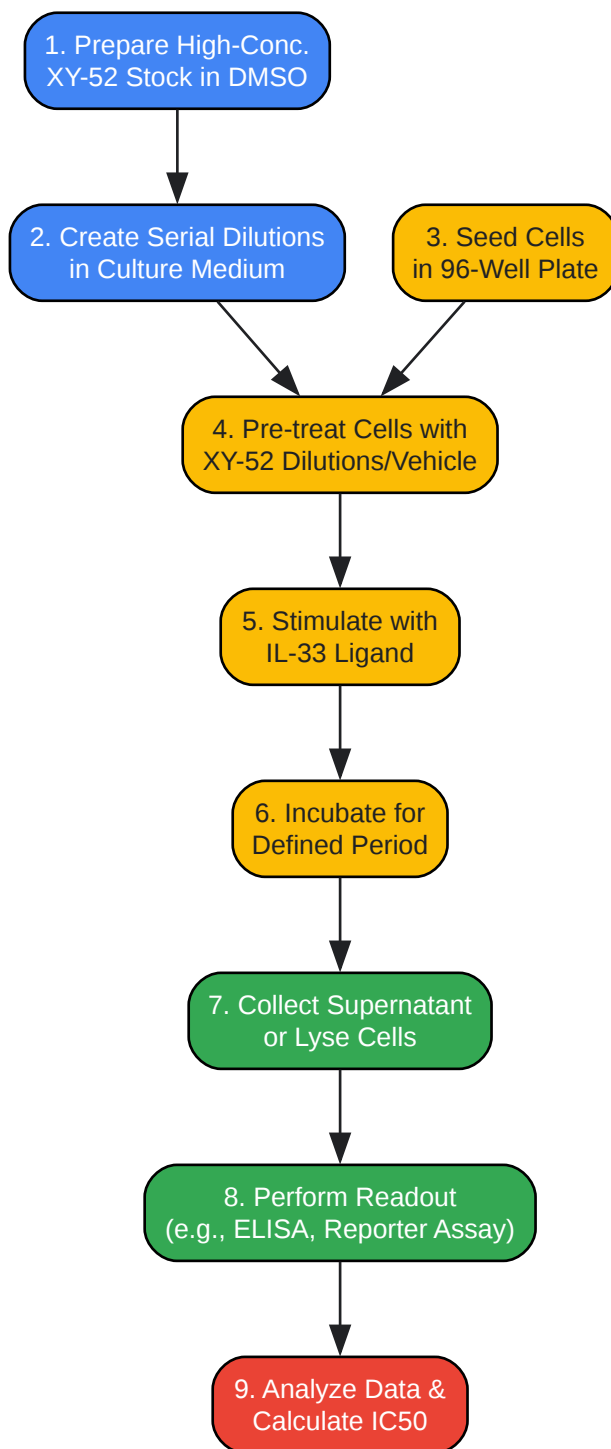 1. Prepare High-Conc.
XY-52 Stock in DMSO
2. Create Serial Dilutions
in Culture Medium
3. Seed Cells
in 96-Well Plate
4. Pre-treat Cells with
XY-52 Dilutions/Vehicle
5. Stimulate with
IL-33 Ligand
6. Incubate for
Defined Period
7. Collect Supernatant
or Lyse Cells
8. Perform Readout
(e.g., ELISA, Reporter Assay)
9. Analyze Data &
Calculate IC50